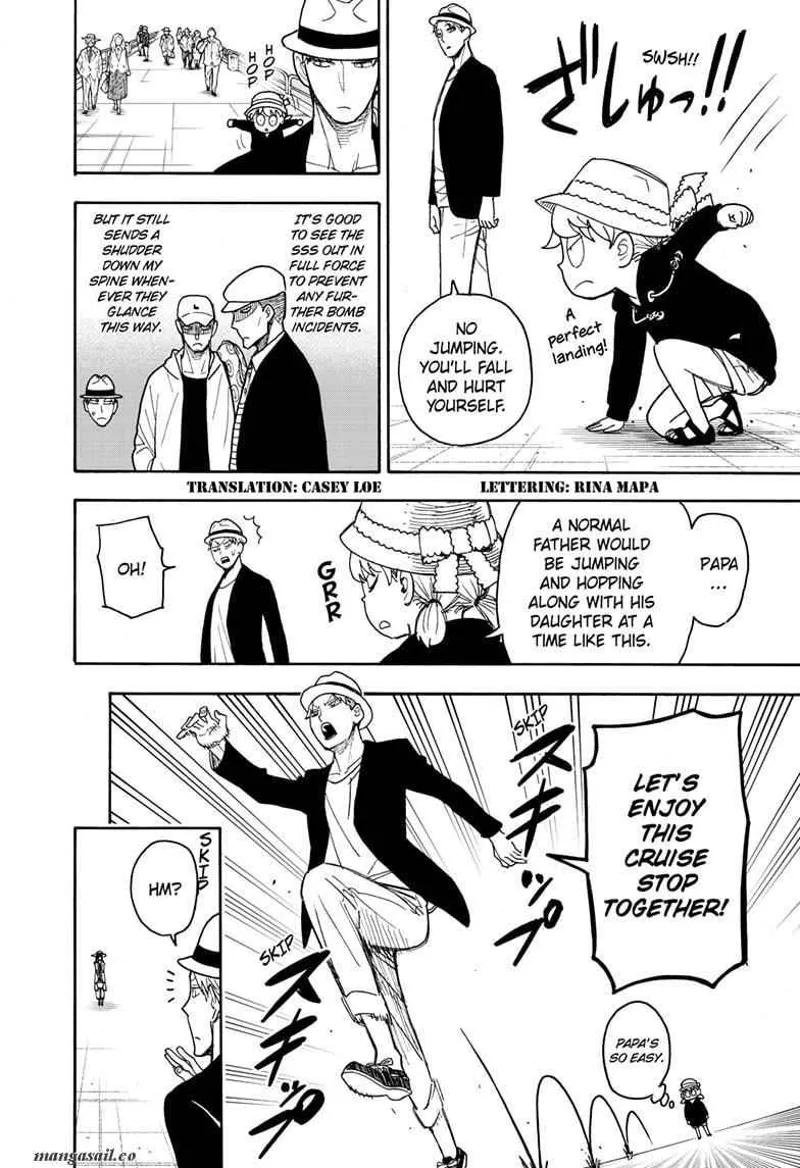 SWSH!!
ざしゅっ!!
A
perfect
landing!
NO
JUMPING.
YOU'LL FALL
AND HURT
YOURSELF.
HOP
HOP
IT'S GOOD
TO SEE THE
SSS OUT IN
FULL FORCE
TO PREVENT
ANY FUR-
THER BOMB
INCIDENTS.
BUT IT STILL
SENDS A
SHUDDER
DOWN MY
SPINE WHEN-
EVER THEY
GLANCE
THIS WAY.
TRANSLATION: CASEY LOE
LETTERING: RINA MAPA
PAPA
...
A NORMAL
FATHER WOULD
BE JUMPING
AND HOPPING
ALONG WITH HIS
DAUGHTER AT A
TIME LIKE THIS.
GRR
OH!
LET'S
ENJOY
THIS
CRUISE
STOP
TOGETHER!
SKIP
スキップ
SKIP
スキップ
PAPA'S
SO EASY.
SKIP
HM?
mangasail.co